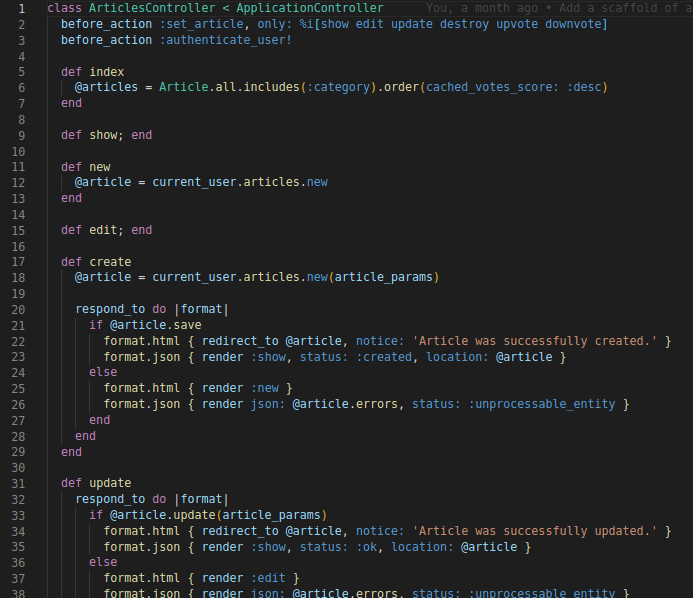 1 class ArticlesController < ApplicationController You, a month ago • Add a scaffold of a
2 before_action :set_article, only: %i[show edit update destroy upvote downvote]
3 before_action :authenticate_user!
4
5 def index
6 @articles = Article.all.includes(:category).order(cached_votes_score: :desc)
7 end
8
9 def show; end
10
11 def new
12 @article = current_user.articles.new
13 end
14
15 def edit; end
16
17 def create
18 @article = current_user.articles.new(article_params)
19
20 respond_to do |format|
21 if @article.save
22 format.html { redirect_to @article, notice: 'Article was successfully created.' }
23 format.json { render :show, status: :created, location: @article }
24 else
25 format.html { render :new }
26 format.json { render json: @article.errors, status: :unprocessable_entity }
27 end
28 end
29 end
30
31 def update
32 respond_to do |format|
33 if @article.update(article_params)
34 format.html { redirect_to @article, notice: 'Article was successfully updated.' }
35 format.json { render :show, status: :ok, location: @article }
36 else
37 format.html { render :edit }
38 format.json { render json: @article.errors, status: :unprocessable_entity }